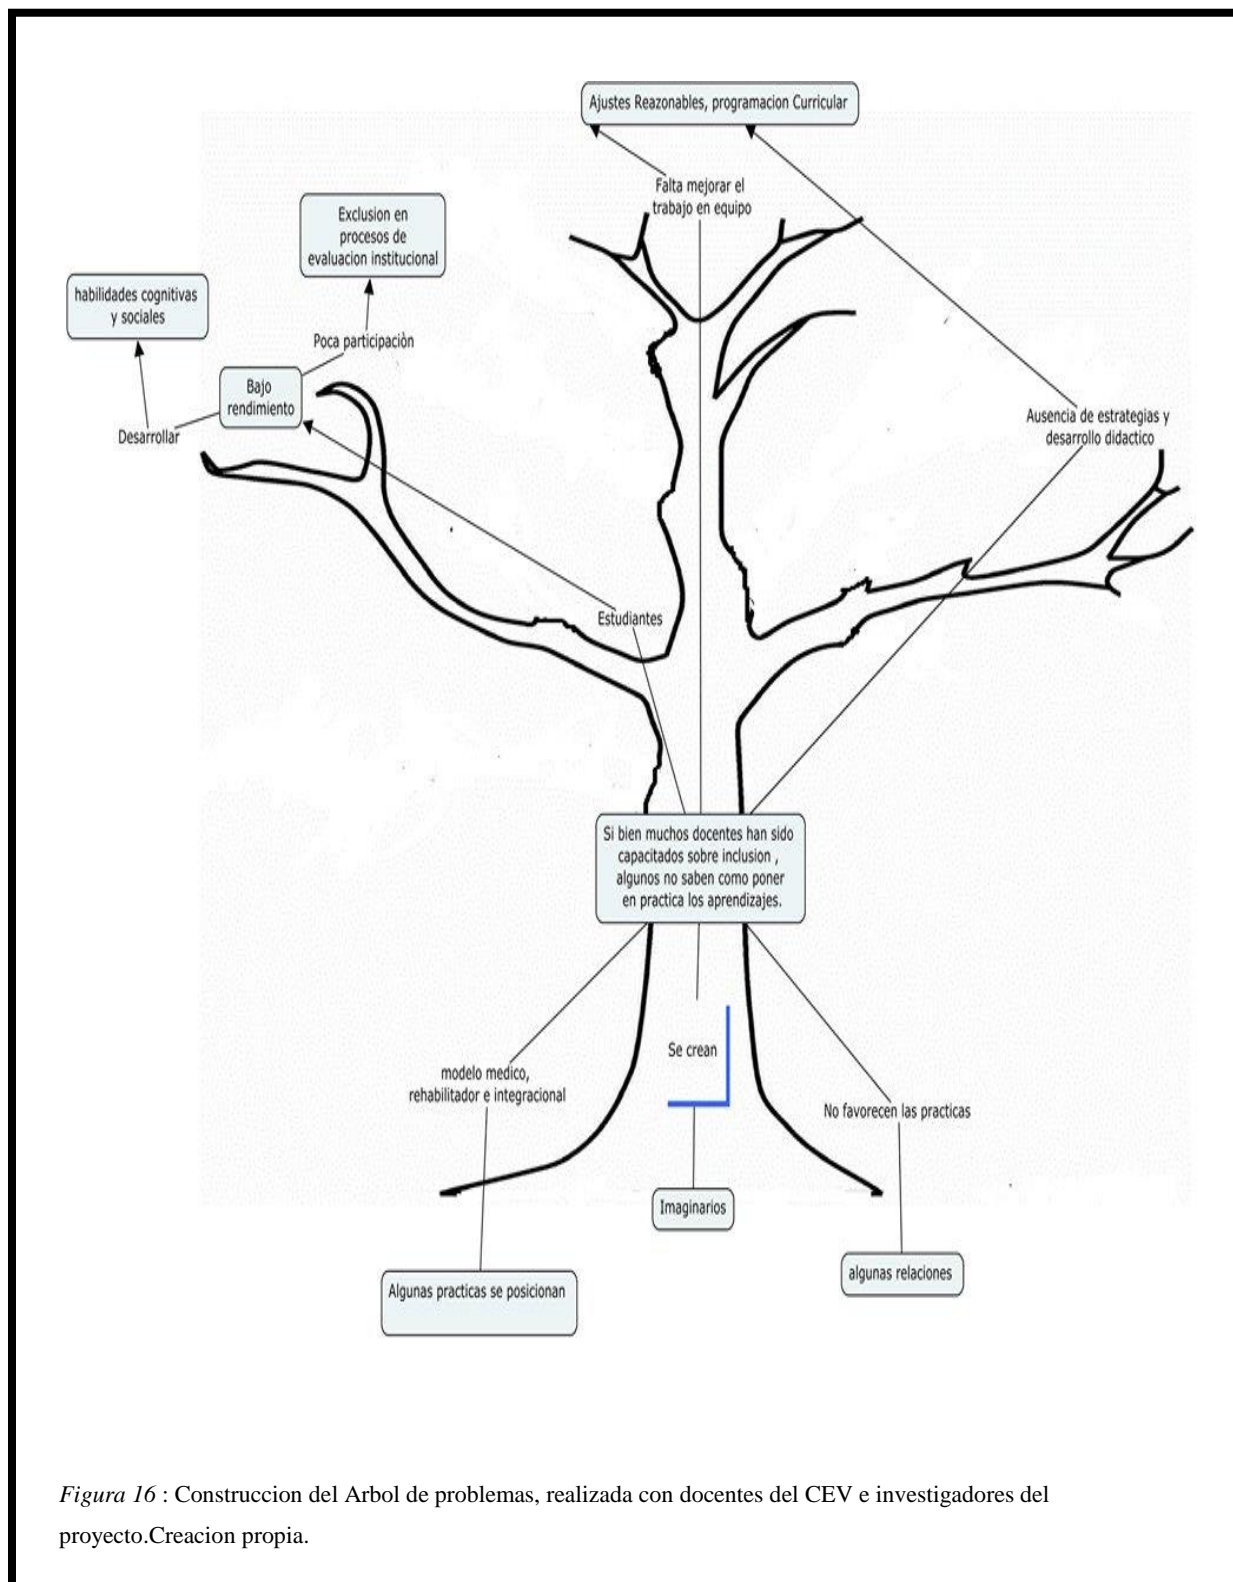 Ajustes Reazonables, programacion Curricular
Falta mejorar el
trabajo en equipo
Exclusion en
procesos de
evaluacion institucional
habilidades cognitivas
y sociales
Poca participaciòn
Bajo
rendimiento
Desarrollar
Ausencia de estrategias y
desarrollo didactico
Estudiantes
Si bien muchos docentes han sido
capacitados sobre inclusion ,
algunos no saben como poner
en practica los aprendizajes.
Se crean
modelo medico,
rehabilitador e integracional
No favorecen las practicas
Imaginarios
algunas relaciones
Algunas practicas se posicionan
Figura 16 : Construccion del Arbol de problemas, realizada con docentes del CEV e investigadores del
proyecto.Creacion propia.